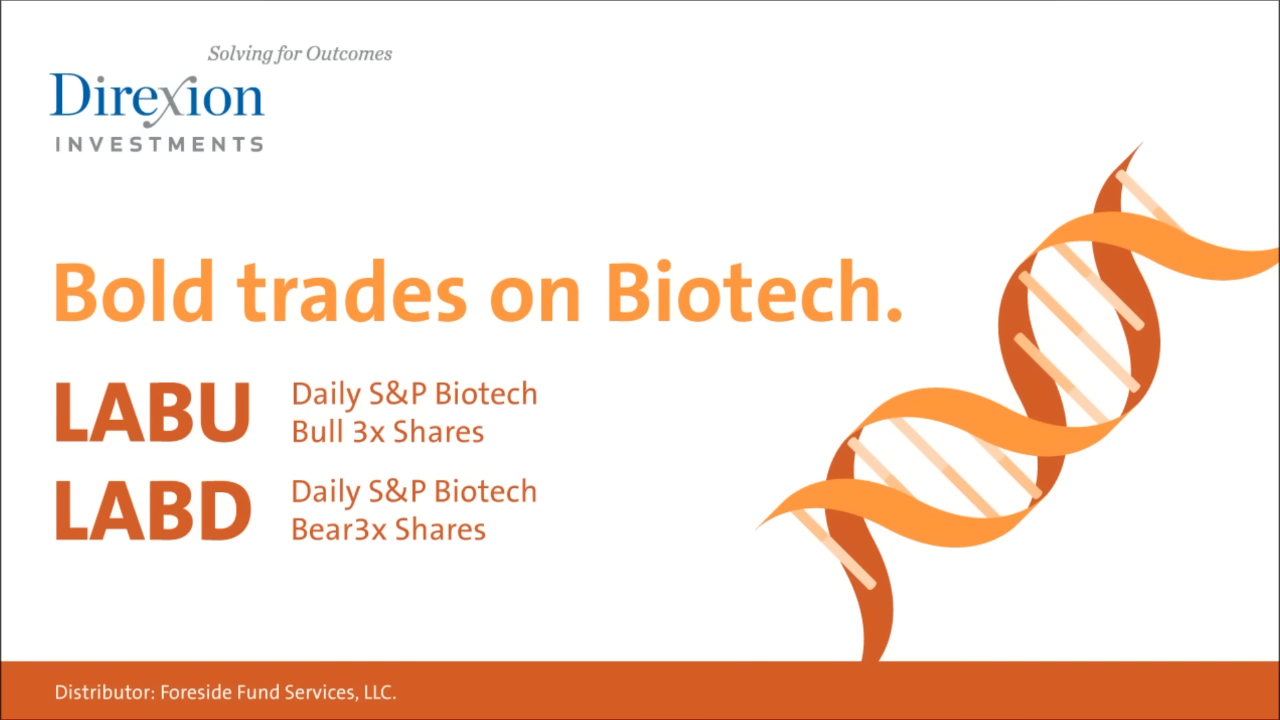 Solving for Outcomes
Direxion
INVESTMENTS
Bold trades on Biotech.
LABU
Daily S&P Biotech
Bull 3x Shares
LABD
Daily S&P Biotech
Bear3x Shares
Distributor: Foreside Fund Services, LLC.